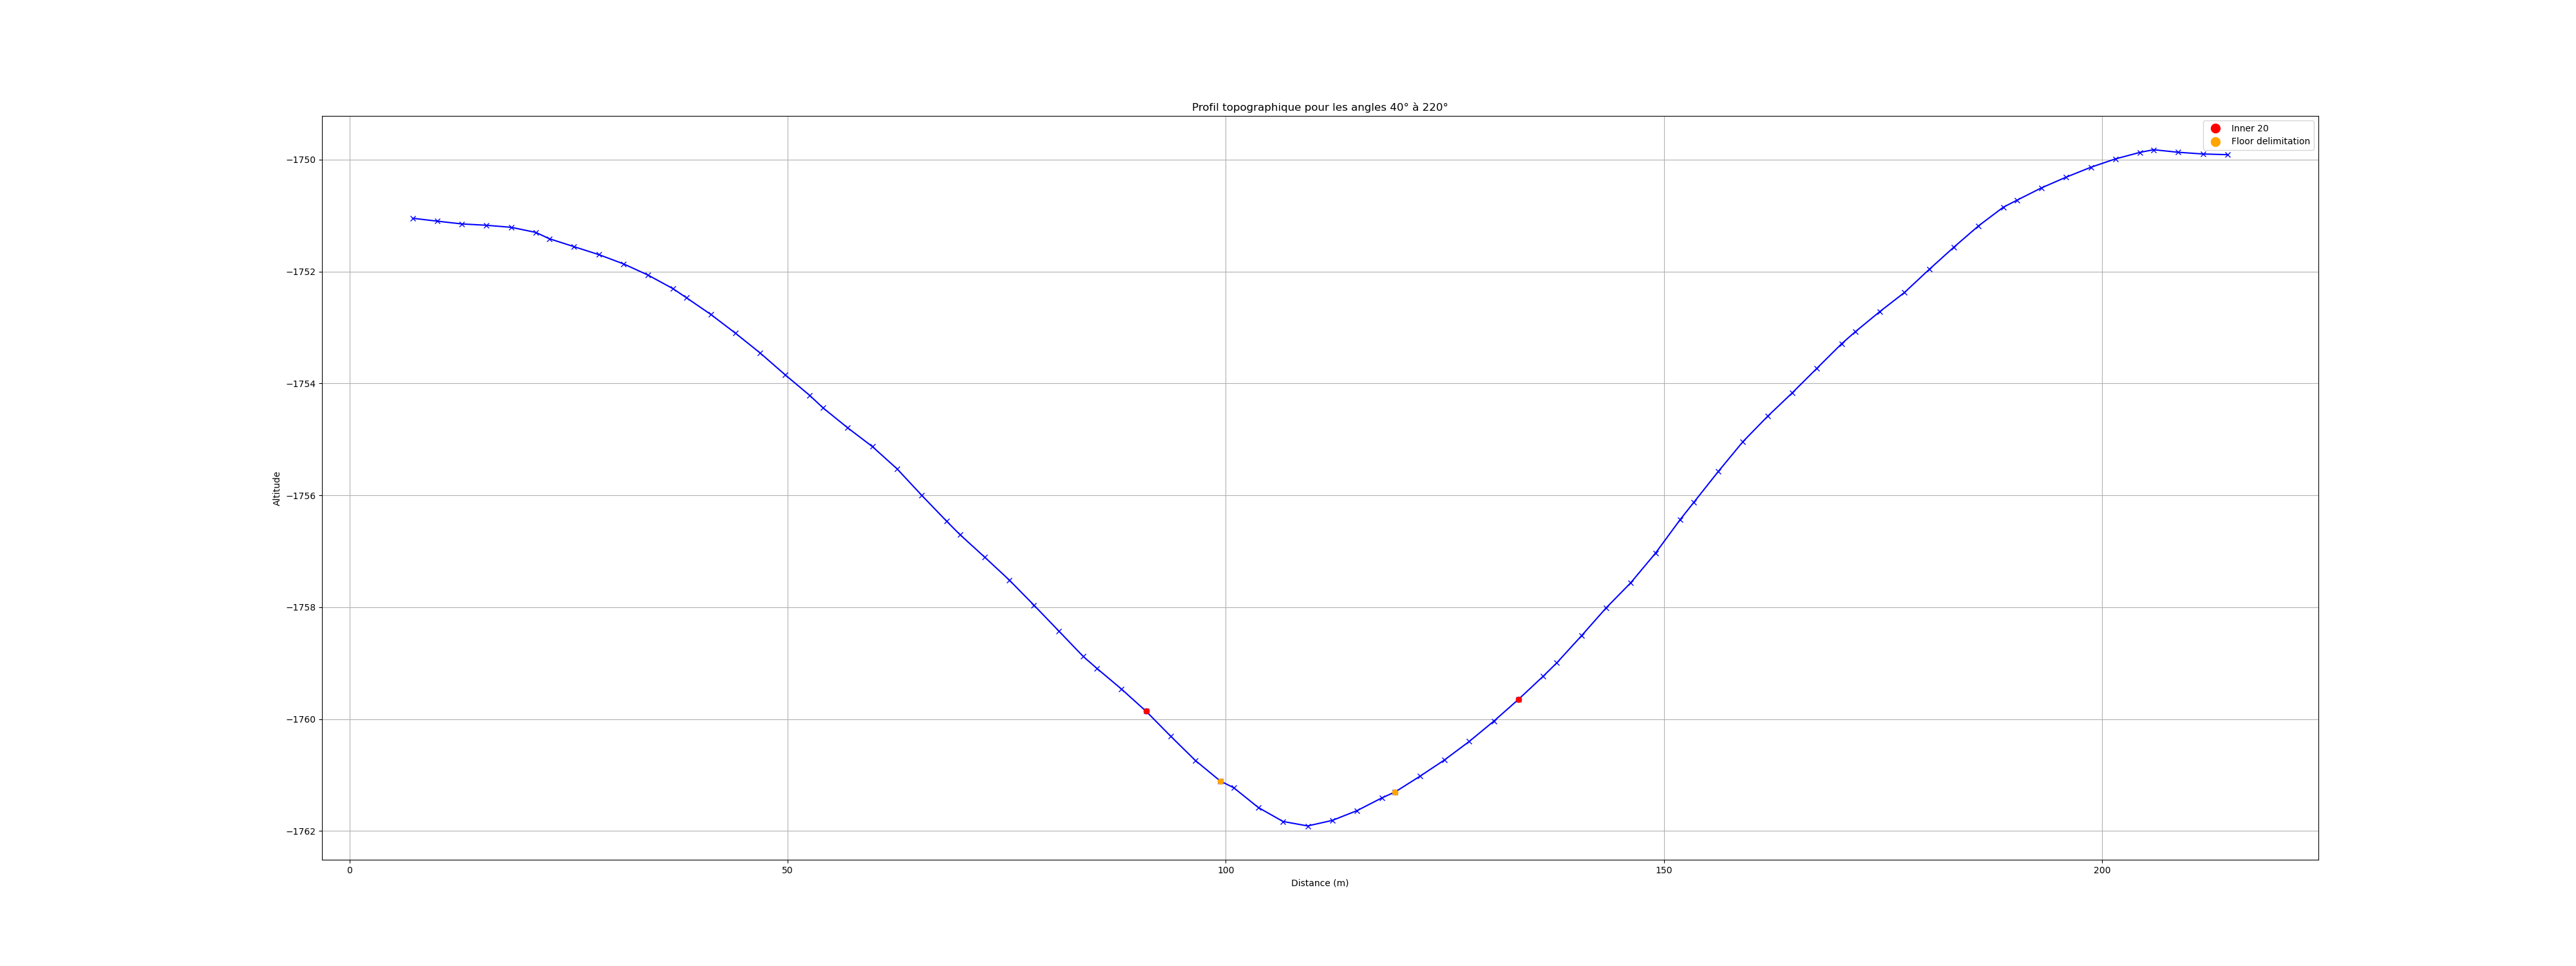 Profil topographique pour les angles 40° à 220°
Inner 20
Floor delimitation
−1750
−1752
−1754
−1756
−1758
−1760
−1762
Altitude
0 50 100 150 200
Distance (m)